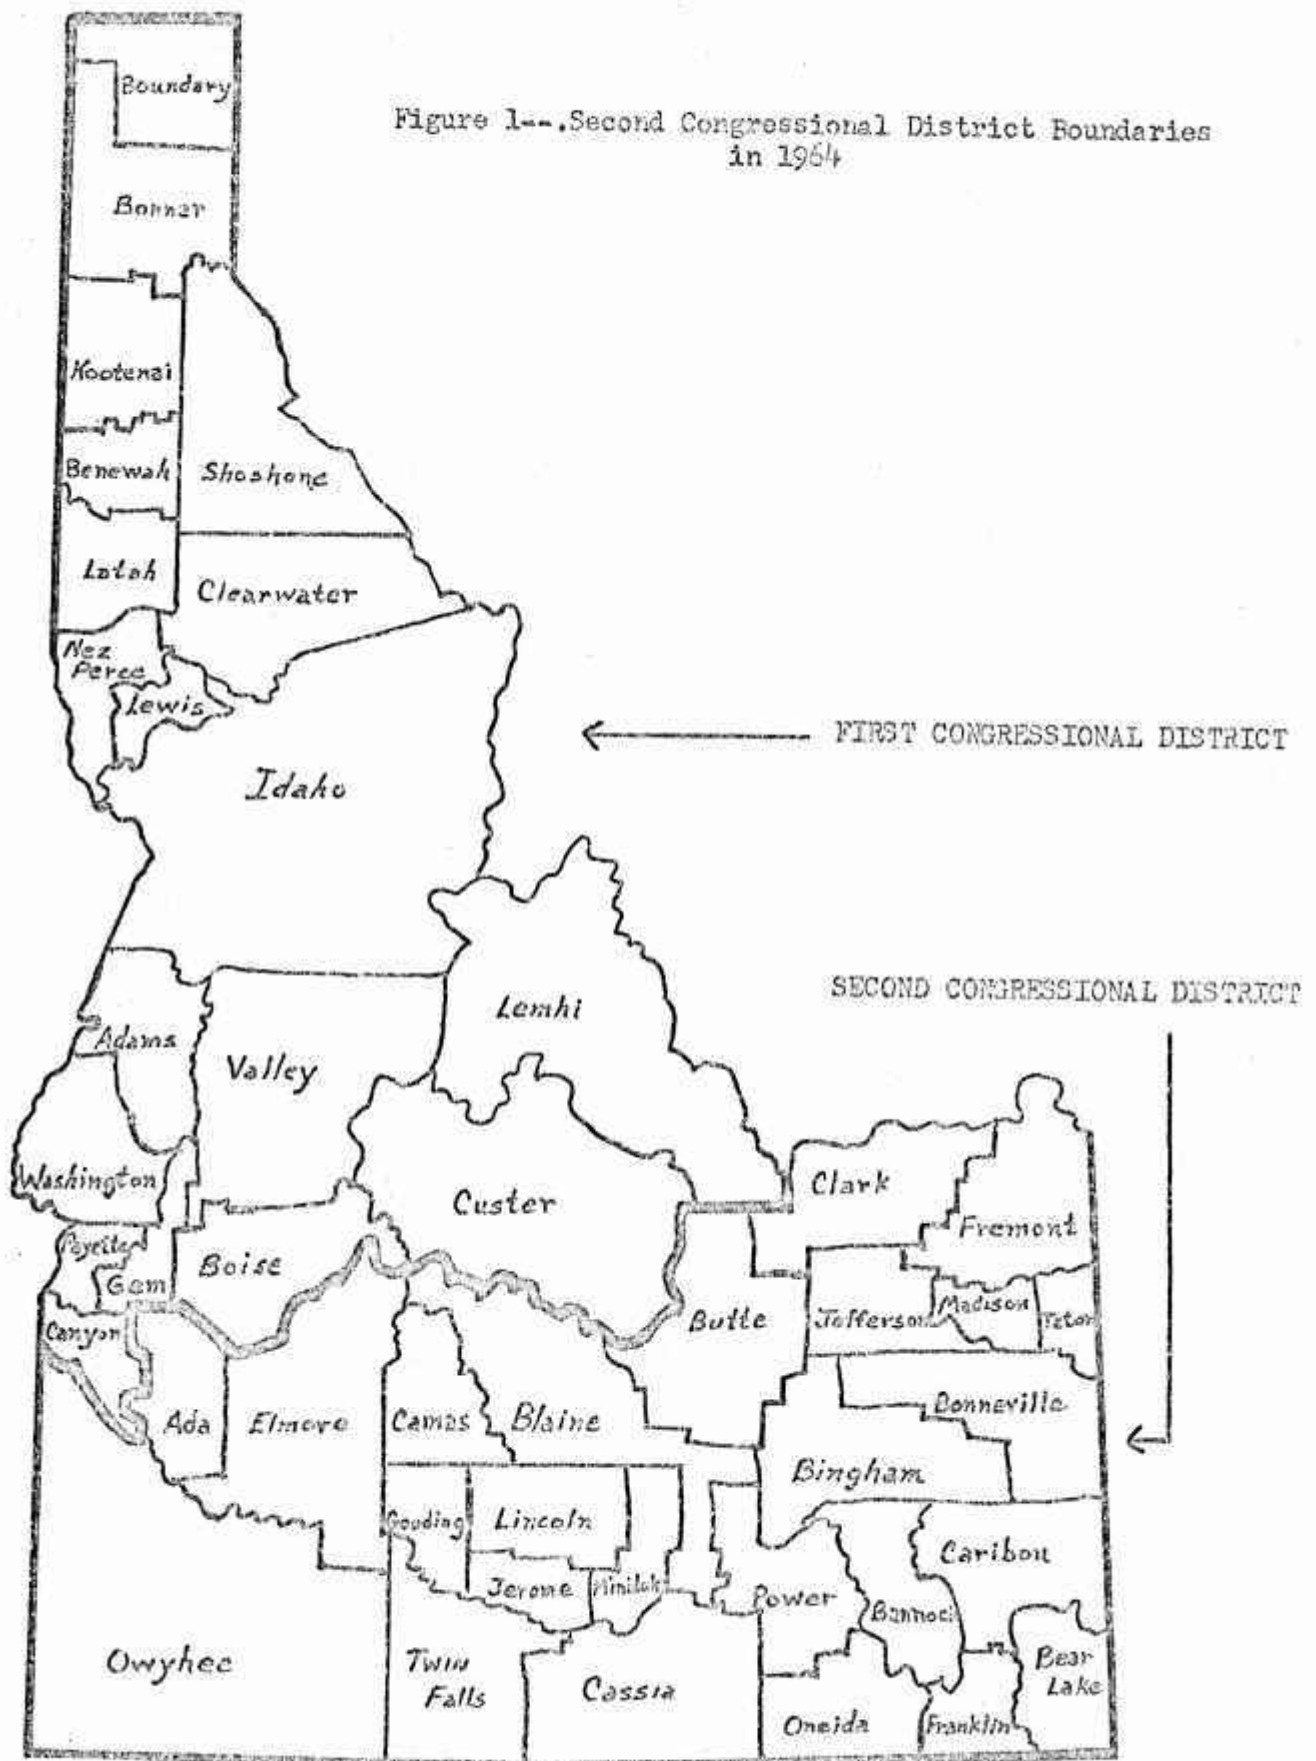 Figure 1--.Second Congressional District Boundaries
in 1964
Boundary
Bonner
Kootenai
Benewah
Shoshone
Latah
Clearwater
Nez
Perce
Lewis
FIRST CONGRESSIONAL DISTRICT
Idaho
SECOND CONGRESSIONAL DISTRICT
Lemhi
Adams
Valley
Washington
Custer
Clark
Fremont
Payette
Gem
Boise
Canyon
Butte
Jefferson
Madison
Teton
Ada
Elmore
Camas
Blaine
Bonneville
Bingham
Gooding
Lincoln
Caribou
Jerome
Minidok
Power
Bannoc
Owyhee
Twin
Falls
Cassia
Bear
Lake
Oneida
Franklin